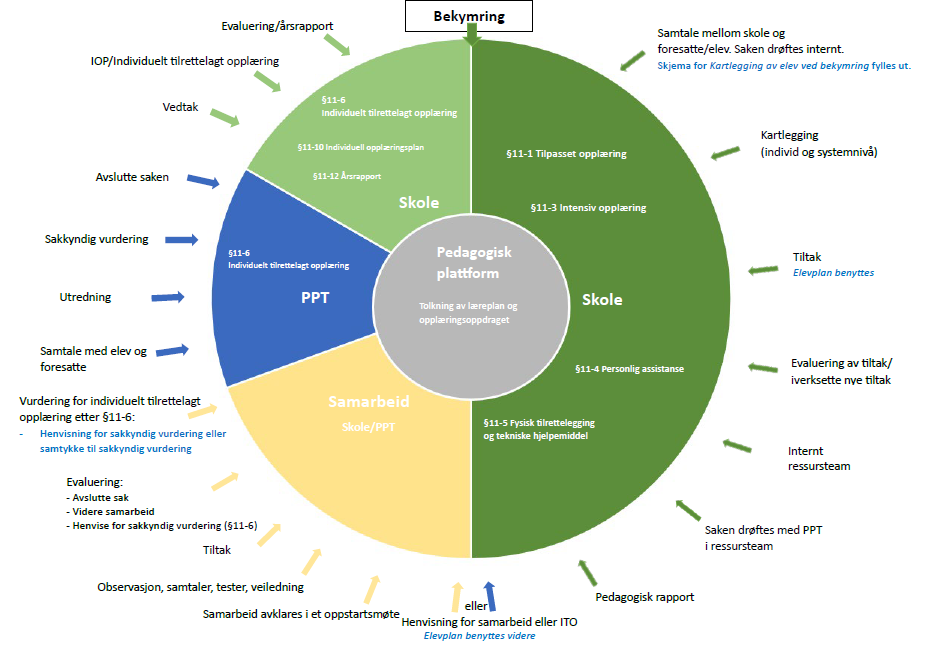 Bekymring
Samtale mellom skole og
foresatte/elev. Saken drøftes internt.
Skjema for Kartlegging av elev ved bekymring fylles ut.
Kartlegging
(individ og systemnivå)
Tiltak
Elevplan benyttes
Evaluering av tiltak/
iverksette nye tiltak
Internt
ressursteam
Saken drøftes med PPT
i ressursteam
Pedagogisk rapport
eller
Henvisning for samarbeid eller ITO
Elevplan benyttes videre
Samarbeid avklares i et oppstartsmøte
Observasjon, samtaler, tester, veiledning
Tiltak
Evaluering:
- Avslutte sak
- Videre samarbeid
- Henvise for sakkyndig vurdering (§11-6)
Vurdering for individuelt tilrettelagt
opplæring etter §11-6:
- Henvisning for sakkyndig vurdering eller
samtykke til sakkyndig vurdering
Samtale med elev og
foresatte
Utredning
Sakkyndig vurdering
Avslutte saken
Vedtak
IOP/Individuelt tilrettelagt opplæring
Evaluering/årsrapport
§11-1 Tilpasset opplæring
§11-3 Intensiv opplæring
Skole
§11-4 Personlig assistanse
§11-5 Fysisk tilrettelegging
og tekniske hjelpemiddel
Samarbeid
Skole/PPT
§11-6
Individuelt tilrettelagt opplæring
PPT
§11-6
Individuelt tilrettelagt opplæring
§11-10 Individuell opplæringsplan
§11-12 Årsrapport
Skole
Pedagogisk
plattform
Tolkning av læreplan og
opplæringsoppdraget